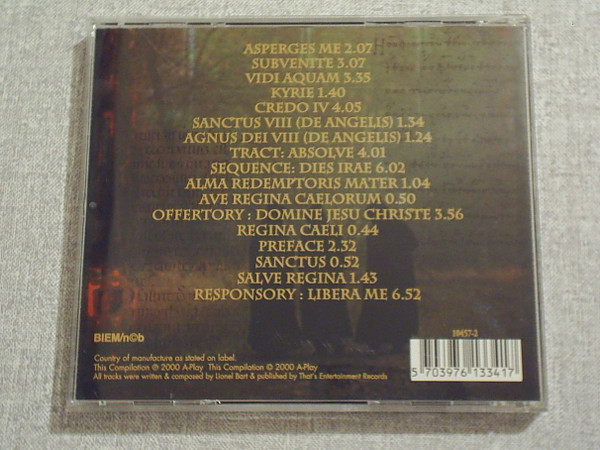 ASPERGES ME 2.07
SUBVENITE 3.07
VIDI AQUAM 3.35
KYRIE 1.40
CREDO IV 4.05
SANCTUS VIII (DE ANGELIS) 1.34
AGNUS DEI VIII (DE ANGELIS) 1.24
TRACT: ABSOLVE 4.01
SEQUENCE: DIES IRAE 6.02
ALMA REDEMPTORIS MATER 1.04
AVE REGINA CAELORUM 0.50
OFFERTORY : DOMINE JESU CHRISTE 3.56
REGINA CAELI 0.44
PREFACE 2.32
SANCTUS 0.52
SALVE REGINA 1.43
RESPONSORY : LIBERA ME 6.52
BIEM/n©b
10457-2
5 703976 133417
Country of manufacture as stated on label.
This Compilation ℗ 2000 A-Play This Compilation © 2000 A-Play
All tracks were written & composed by Lionel Bart & published by That's Entertainment Records